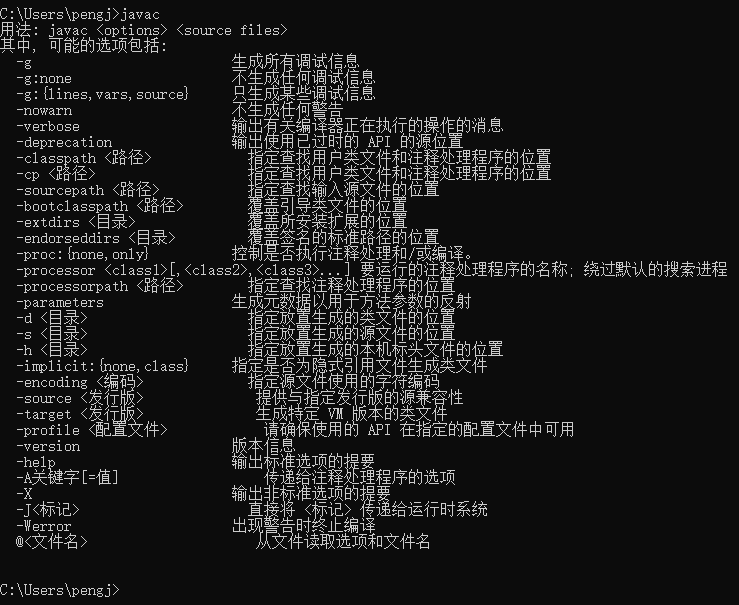 C:\Users\pengj>javac
用法: javac <options> <source files>
其中, 可能的选项包括:
-g 生成所有调试信息
-g:none 不生成任何调试信息
-g:{lines,vars,source} 只生成某些调试信息
-nowarn 不生成任何警告
-verbose 输出有关编译器正在执行的操作的消息
-deprecation 输出使用已过时的 API 的源位置
-classpath <路径> 指定查找用户类文件和注释处理程序的位置
-cp <路径> 指定查找用户类文件和注释处理程序的位置
-sourcepath <路径> 指定查找输入源文件的位置
-bootclasspath <路径> 覆盖引导类文件的位置
-extdirs <目录> 覆盖所安装扩展的位置
-endorseddirs <目录> 覆盖签名的标准路径的位置
-proc:{none,only} 控制是否执行注释处理和/或编译。
-processor <class1>[,<class2>,<class3>...] 要运行的注释处理程序的名称; 绕过默认的搜索进程
-processorpath <路径> 指定查找注释处理程序的位置
-parameters 生成元数据以用于方法参数的反射
-d <目录> 指定放置生成的类文件的位置
-s <目录> 指定放置生成的源文件的位置
-h <目录> 指定放置生成的本机标头文件的位置
-implicit:{none,class} 指定是否为隐式引用文件生成类文件
-encoding <编码> 指定源文件使用的字符编码
-source <发行版> 提供与指定发行版的源兼容性
-target <发行版> 生成特定 VM 版本的类文件
-profile <配置文件> 请确保使用的 API 在指定的配置文件中可用
-version 版本信息
-help 输出标准选项的提要
-A关键字[=值] 传递给注释处理程序的选项
-X 输出非标准选项的提要
-J<标记> 直接将 <标记> 传递给运行时系统
-Werror 出现警告时终止编译
@<文件名> 从文件读取选项和文件名
C:\Users\pengj>